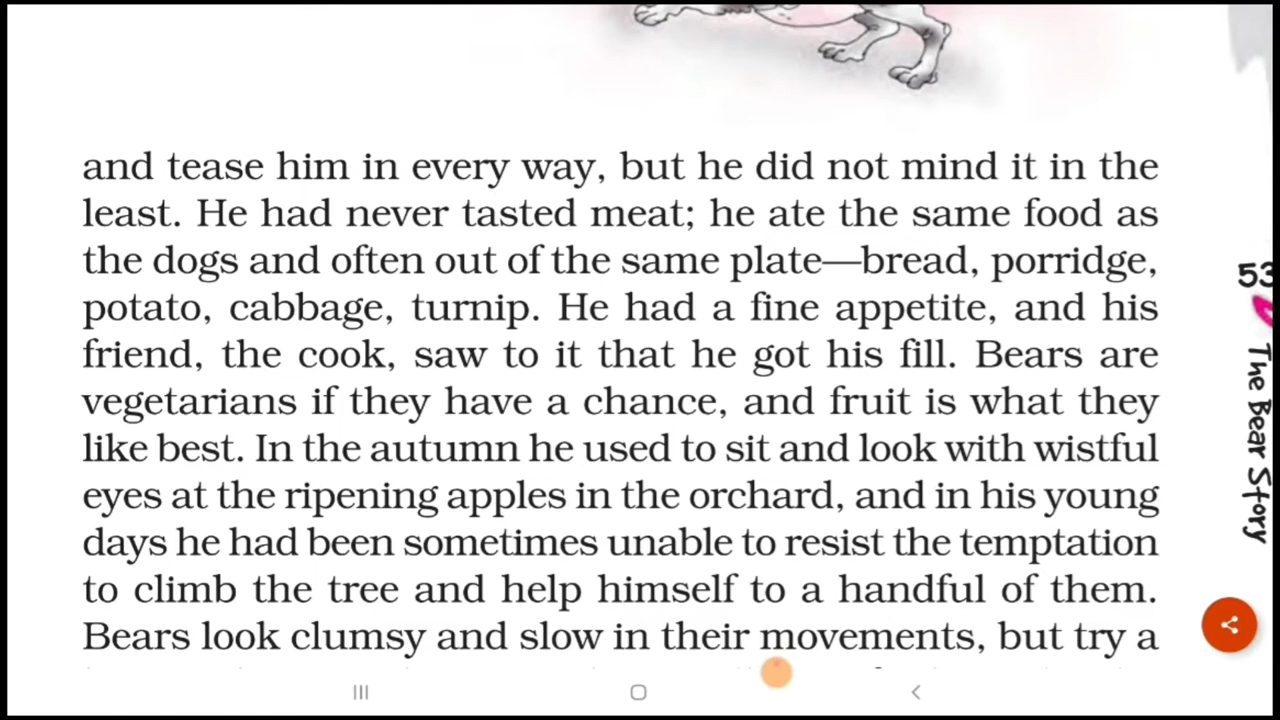 and tease him in every way, but he did not mind it in the
least. He had never tasted meat; he ate the same food as
the dogs and often out of the same plate—bread, porridge,
potato, cabbage, turnip. He had a fine appetite, and his
friend, the cook, saw to it that he got his fill. Bears are
vegetarians if they have a chance, and fruit is what they
like best. In the autumn he used to sit and look with wistful
eyes at the ripening apples in the orchard, and in his young
days he had been sometimes unable to resist the temptation
to climb the tree and help himself to a handful of them.
Bears look clumsy and slow in their movements, but try a
53
The Bear Story